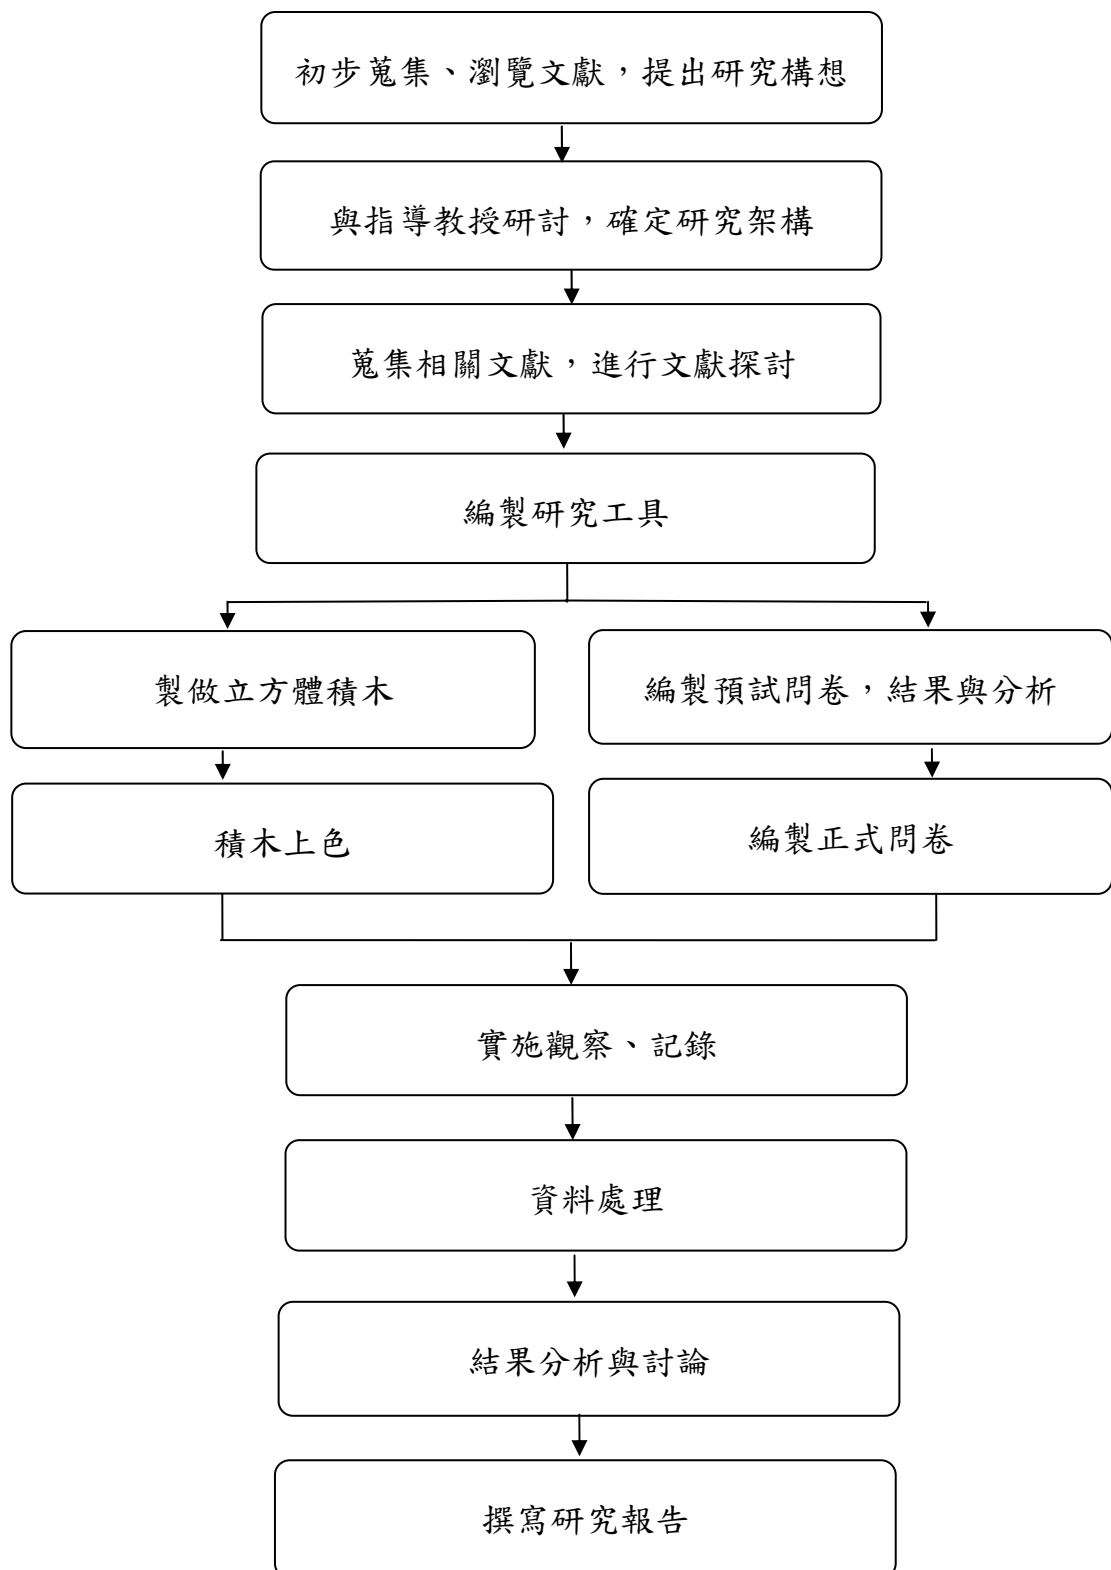 初步蒐集、瀏覽文獻，提出研究構想
與指導教授研討，確定研究架構
蒐集相關文獻，進行文獻探討
編製研究工具
製做立方體積木
編製預試問卷，結果與分析
積木上色
編製正式問卷
實施觀察、記錄
資料處理
結果分析與討論
撰寫研究報告